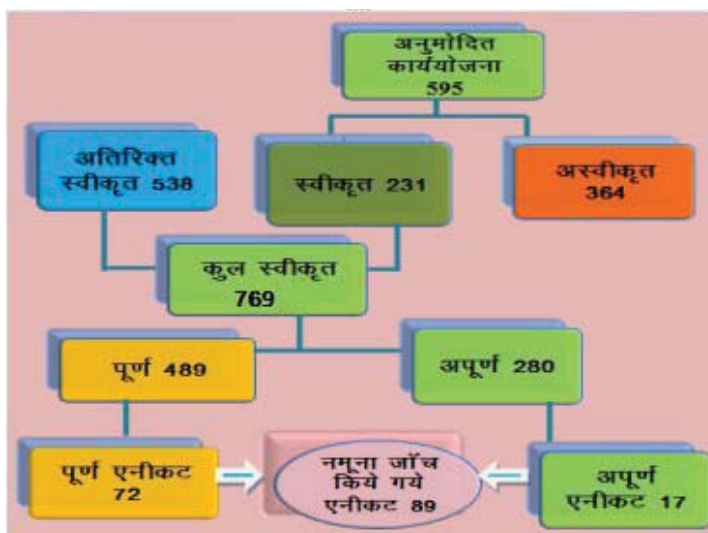 अनुमोदित
कार्ययोजना
595
अतिरिक्त
स्वीकृत 538
स्वीकृत 231
अस्वीकृत
364
कुल स्वीकृत
769
पूर्ण 489
अपूर्ण 280
पूर्ण एनीकट
72
नमूना जॉच
किये गये
एनीकट 89
अपूर्ण
एनीकट 17